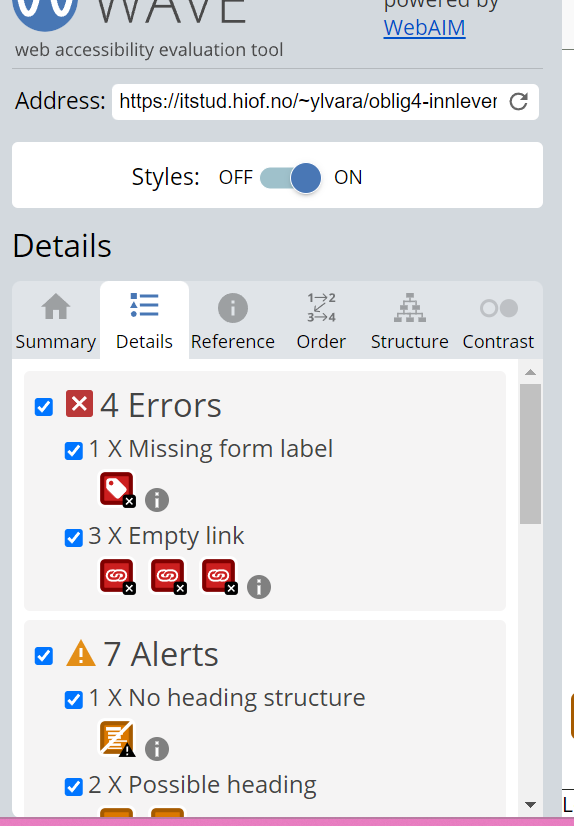 WAVE
powered by
WebAIM
web accessibility evaluation tool
Address: https://itstud.hiof.no/~ylvara/oblig4-innlever
Styles: OFF ON
Details
1→2
3→4
Summary Details Reference Order Structure Contrast
4 Errors
1 X Missing form label
3 X Empty link
7 Alerts
1 X No heading structure
2 X Possible heading
L